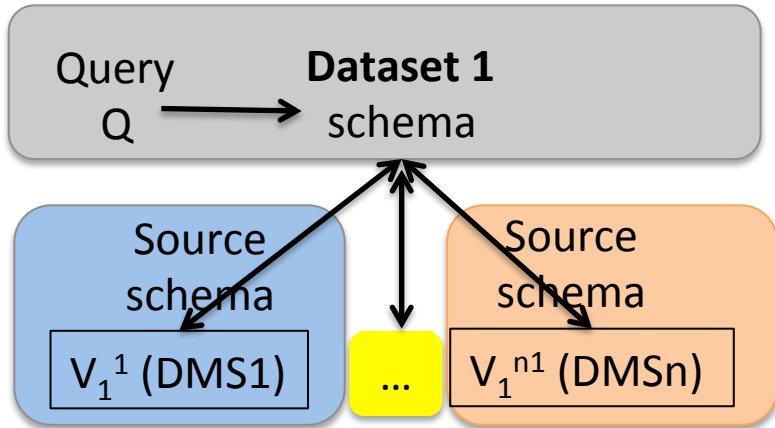 Query
Q
Dataset 1
schema
Source
schema
V₁¹ (DMS1)
...
Source
schema
V₁ⁿ¹ (DMSn)